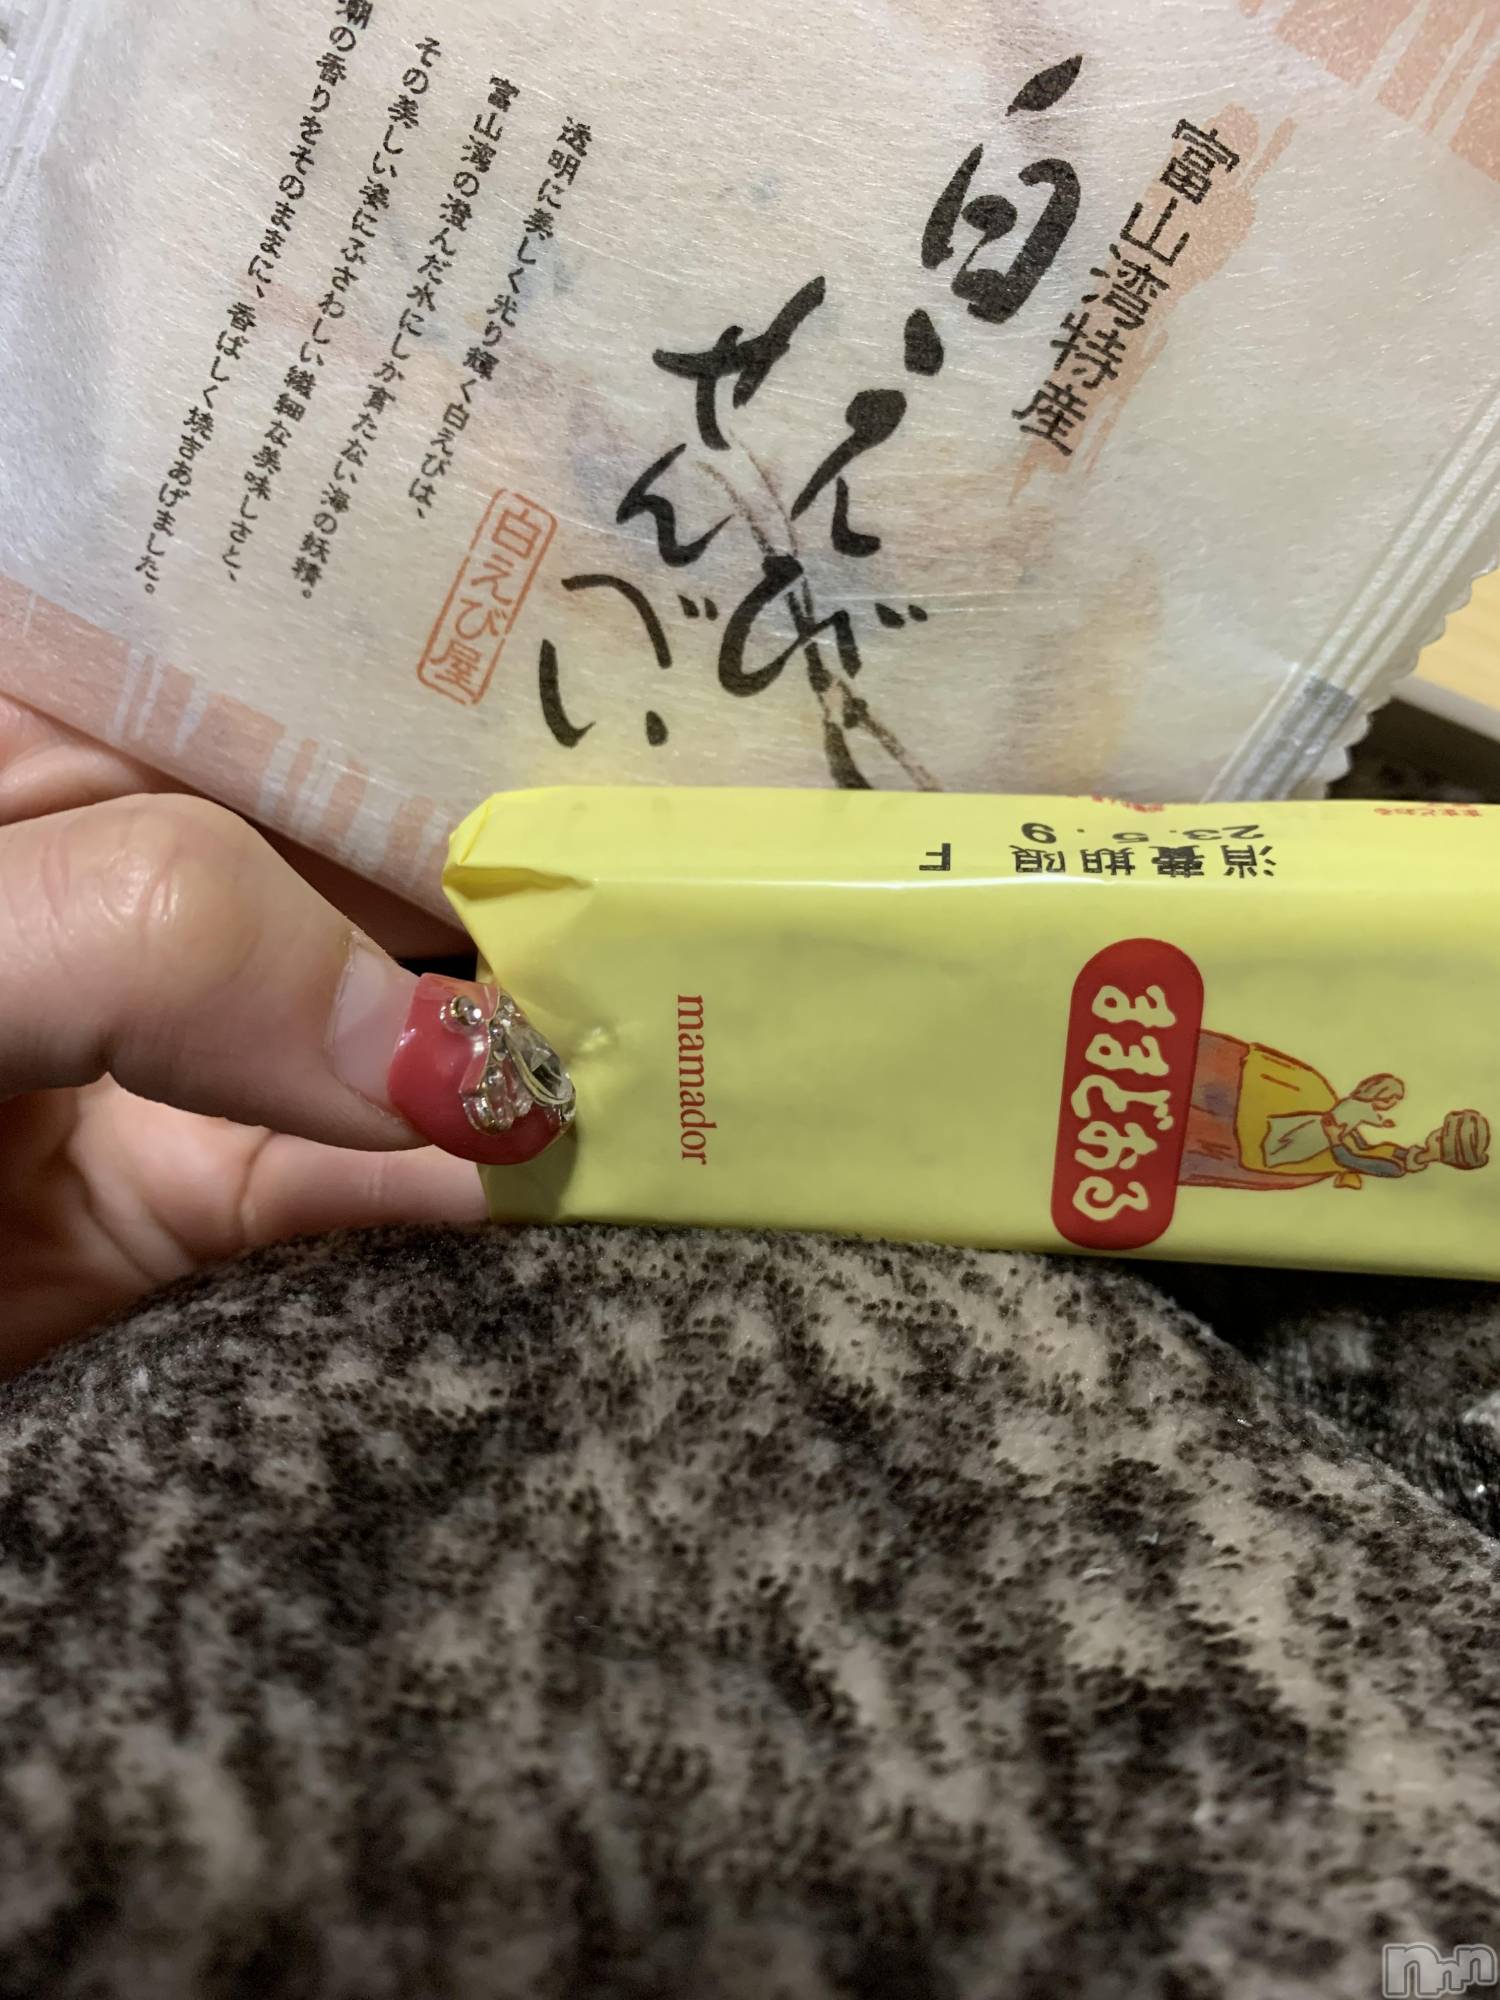 富山湾特産
白えび
せんべい
白えび屋
透明に美しく光り輝く白えびは、
富山湾の澄んだ水にしか育たない海の妖精。
その美しい姿にふさわしい繊細な美味しさと、
潮の香りをそのままに、香ばしく焼きあげました。
消費期限 F
23.5.9
ままどおる
mamador